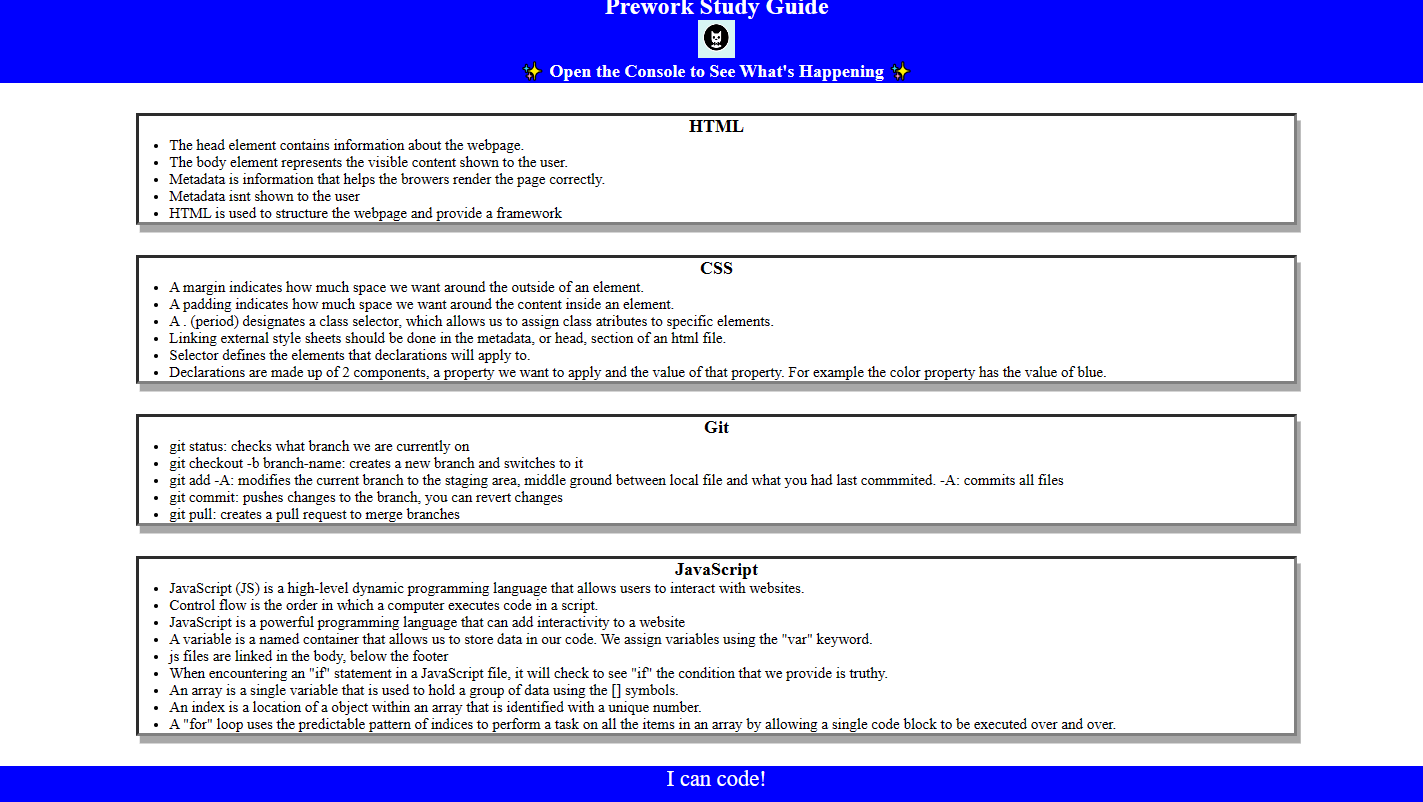 Prework Study Guide
✨ Open the Console to See What's Happening ✨
HTML
• The head element contains information about the webpage.
• The body element represents the visible content shown to the user.
• Metadata is information that helps the browers render the page correctly.
• Metadata isnt shown to the user
• HTML is used to structure the webpage and provide a framework
CSS
• A margin indicates how much space we want around the outside of an element.
• A padding indicates how much space we want around the content inside an element.
• A . (period) designates a class selector, which allows us to assign class atributes to specific elements.
• Linking external style sheets should be done in the metadata, or head, section of an html file.
• Selector defines the elements that declarations will apply to.
• Declarations are made up of 2 components, a property we want to apply and the value of that property. For example the color property has the value of blue.
Git
• git status: checks what branch we are currently on
• git checkout -b branch-name: creates a new branch and switches to it
• git add -A: modifies the current branch to the staging area, middle ground between local file and what you had last commmited. -A: commits all files
• git commit: pushes changes to the branch, you can revert changes
• git pull: creates a pull request to merge branches
JavaScript
• JavaScript (JS) is a high-level dynamic programming language that allows users to interact with websites.
• Control flow is the order in which a computer executes code in a script.
• JavaScript is a powerful programming language that can add interactivity to a website
• A variable is a named container that allows us to store data in our code. We assign variables using the "var" keyword.
• js files are linked in the body, below the footer
• When encountering an "if" statement in a JavaScript file, it will check to see "if" the condition that we provide is truthy.
• An array is a single variable that is used to hold a group of data using the [] symbols.
• An index is a location of a object within an array that is identified with a unique number.
• A "for" loop uses the predictable pattern of indices to perform a task on all the items in an array by allowing a single code block to be executed over and over.
I can code!